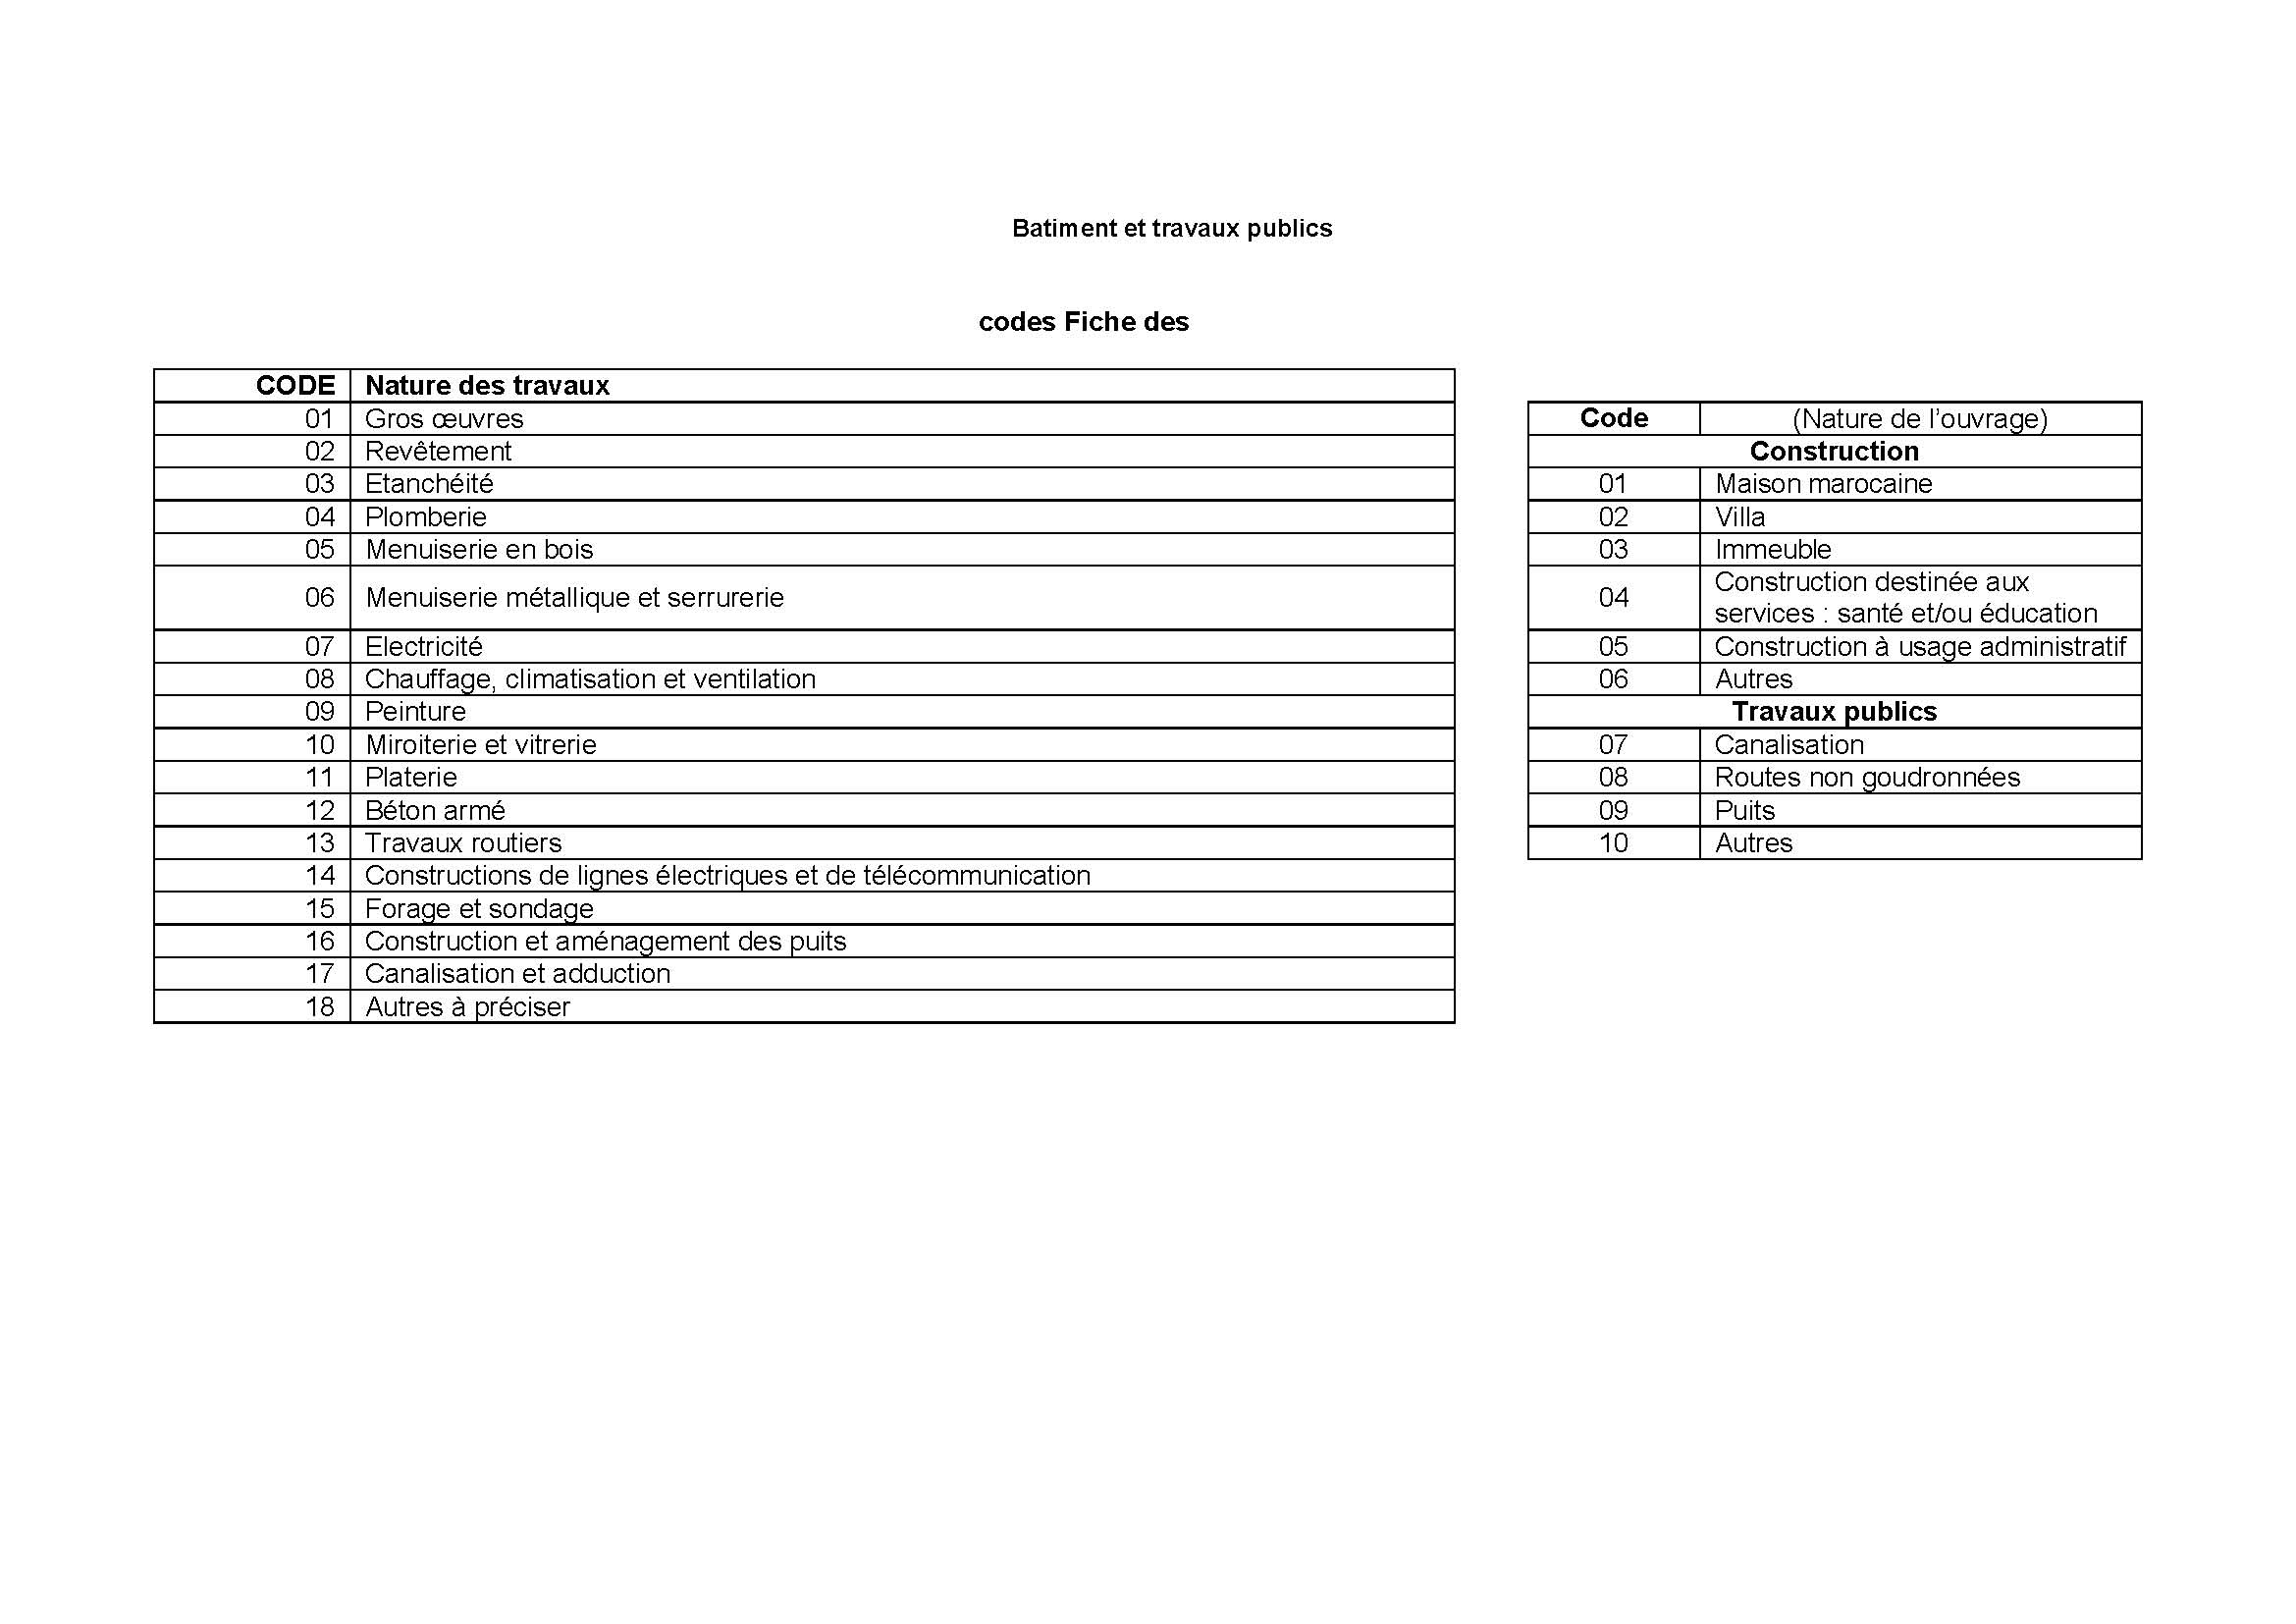 Batiment et travaux publics
codes Fiche des
CODE Nature des travaux
01 Gros œuvres
02 Revêtement
03 Etanchéité
04 Plomberie
05 Menuiserie en bois
06 Menuiserie métallique et serrurerie
07 Electricité
08 Chauffage, climatisation et ventilation
09 Peinture
10 Miroiterie et vitrerie
11 Platerie
12 Béton armé
13 Travaux routiers
14 Constructions de lignes électriques et de télécommunication
15 Forage et sondage
16 Construction et aménagement des puits
17 Canalisation et adduction
18 Autres à préciser
Code (Nature de l’ouvrage)
Construction
01 Maison marocaine
02 Villa
03 Immeuble
04 Construction destinée aux
services : santé et/ou éducation
05 Construction à usage administratif
06 Autres
Travaux publics
07 Canalisation
08 Routes non goudronnées
09 Puits
10 Autres